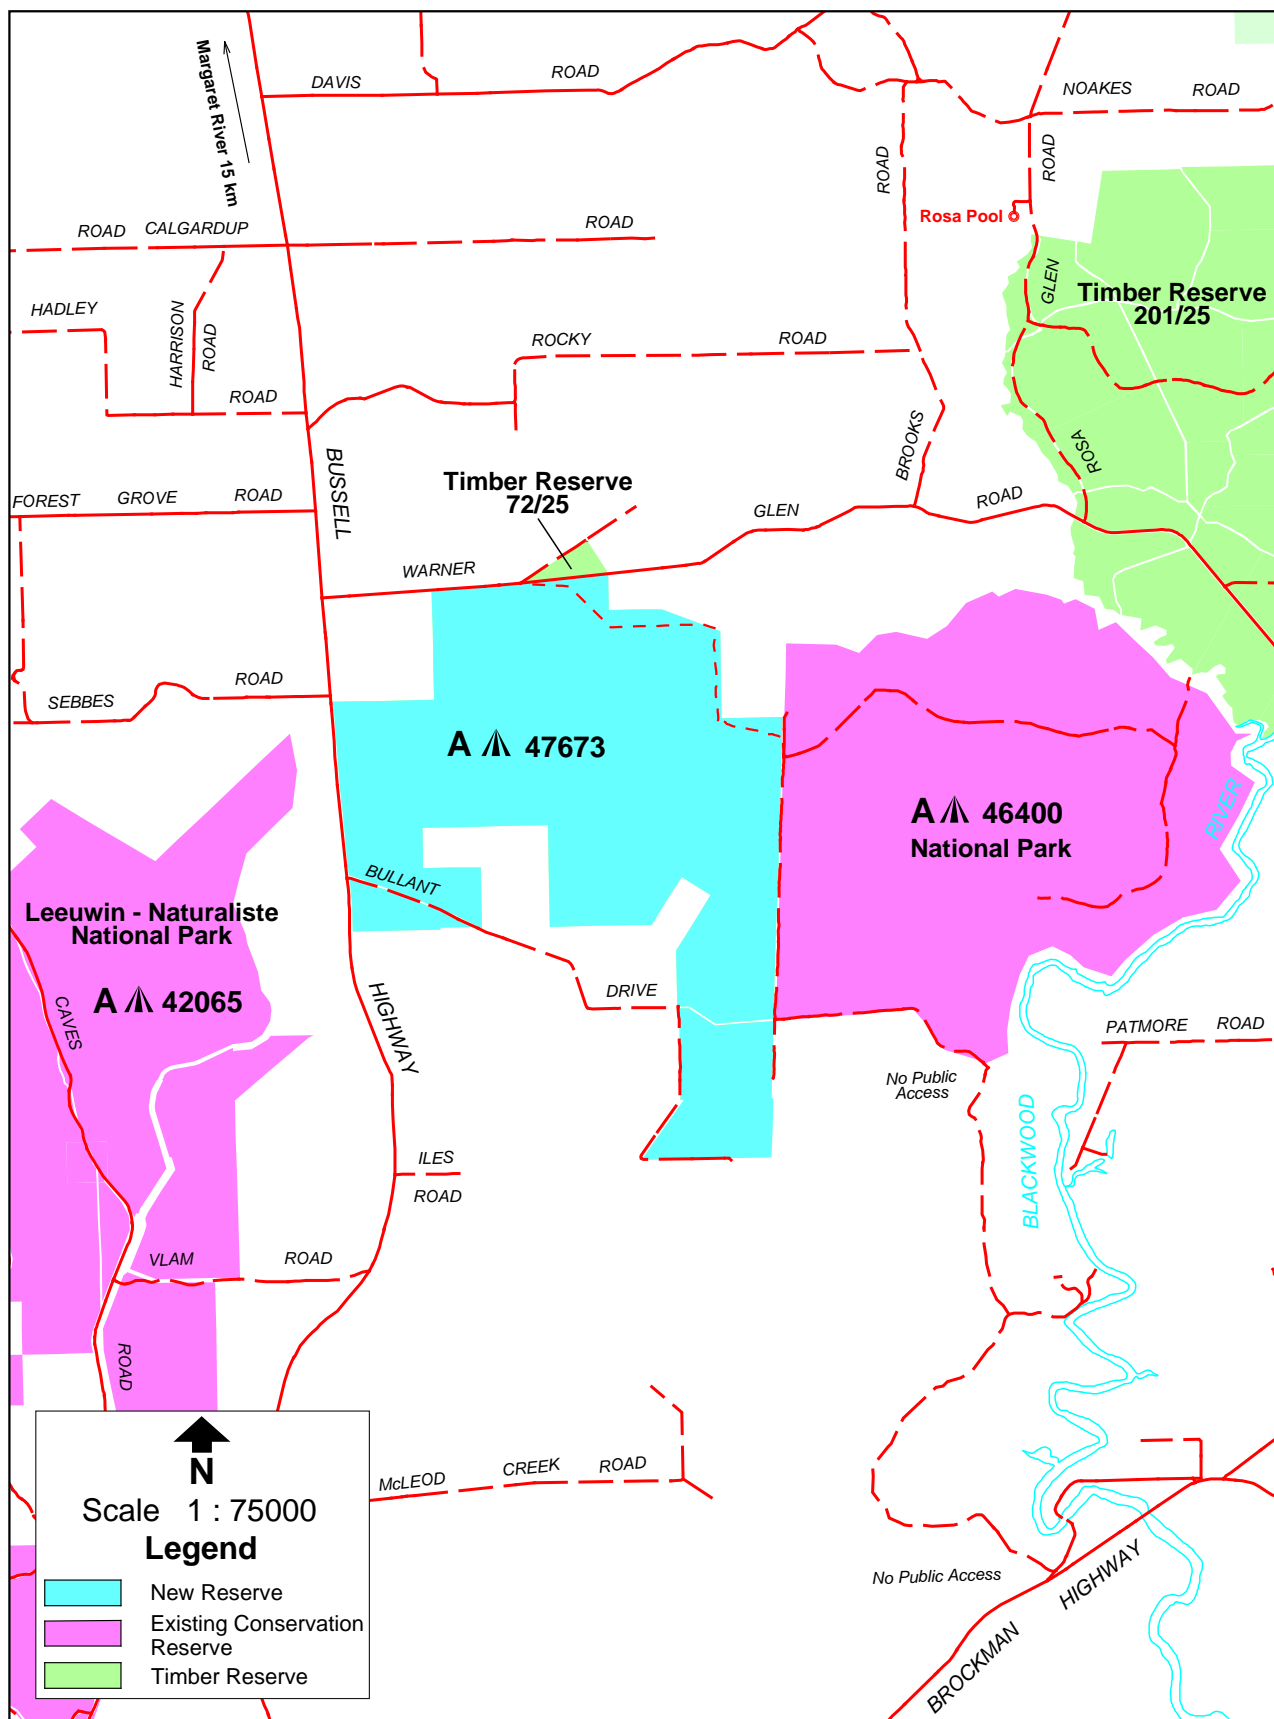 Margaret River 15 km
DAVIS ROAD
NOAKES ROAD
ROAD
ROAD
Rosa Pool
ROAD CALGARDUP ROAD
GLEN
Timber Reserve
201/25
HADLEY
HARRISON
ROAD
ROCKY ROAD
ROAD
BROOKS
ROSA
BUSSELL
Timber Reserve
72/25
FOREST GROVE ROAD
GLEN ROAD
WARNER
SEBBES ROAD
A 47673
A 46400
National Park
RIVER
BULLANT
Leeuwin - Naturaliste
National Park
A 42065
CAVES
HIGHWAY
DRIVE
PATMORE ROAD
No Public
Access
BLACKWOOD
ILES
ROAD
VLAM ROAD
ROAD
N
Scale 1 : 75000
Legend
New Reserve
Existing Conservation
Reserve
Timber Reserve
McLEOD CREEK ROAD
No Public Access
BROCKMAN HIGHWAY